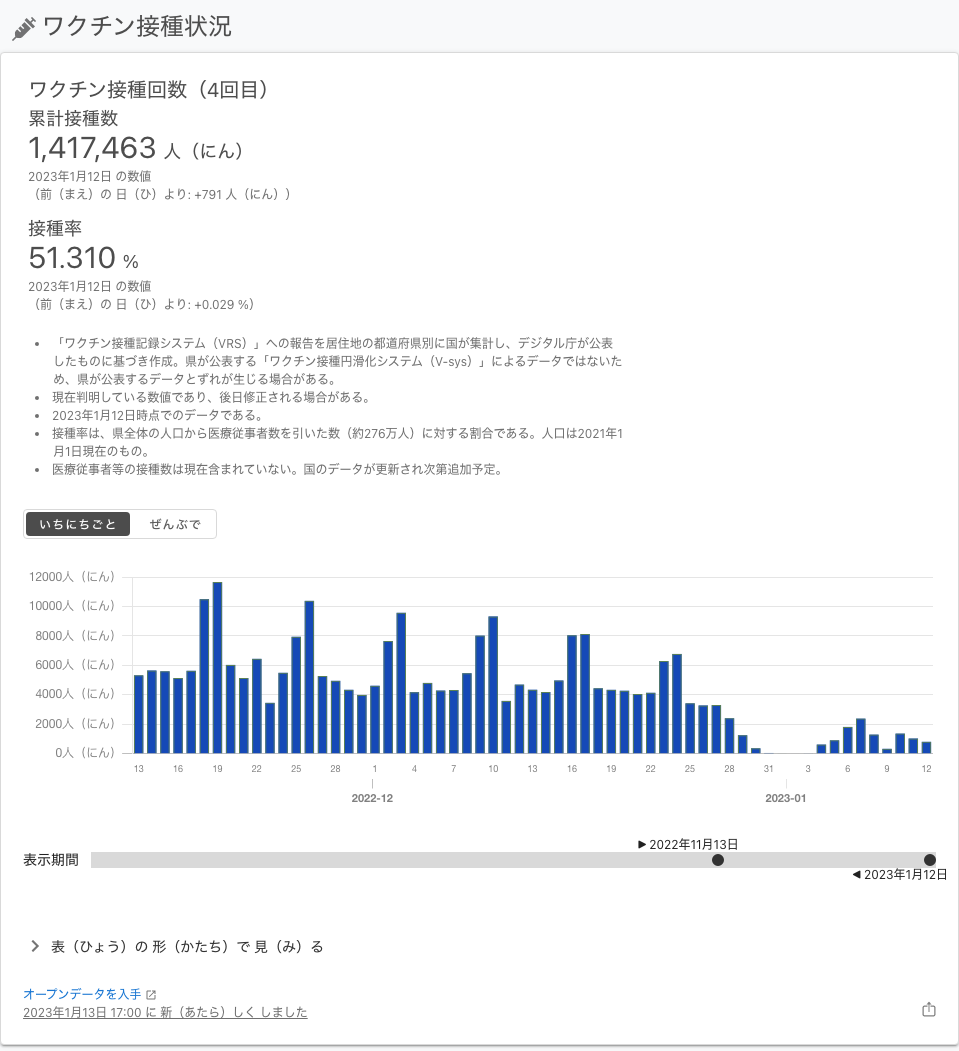 ワクチン接種状況
ワクチン接種回数（4回目）
累計接種数
1,417,463 人（にん）
2023年1月12日 の数値
（前（まえ）の 日（ひ）より: +791 人（にん））
接種率
51.310 %
2023年1月12日 の数値
（前（まえ）の 日（ひ）より: +0.029 %）
• 「ワクチン接種記録システム（VRS）」への報告を居住地の都道府県別に国が集計し、デジタル庁が公表
したものに基づき作成。県が公表する「ワクチン接種円滑化システム（V-sys）」によるデータではないた
め、県が公表するデータとずれが生じる場合がある。
• 現在判明している数値であり、後日修正される場合がある。
• 2023年1月12日時点でのデータである。
• 接種率は、県全体の人口から医療従事者数を引いた数（約276万人）に対する割合である。人口は2021年1
月1日現在のもの。
• 医療従事者等の接種数は現在含まれていない。国のデータが更新され次第追加予定。
いちにちごと ぜんぶで
12000人（にん）
10000人（にん）
8000人（にん）
6000人（にん）
4000人（にん）
2000人（にん）
0人（にん）
13 16 19 22 25 28 1 4 7 10 13 16 19 22 25 28 31 3 6 9 12
2022-12 2023-01
▶ 2022年11月13日
表示期間
◀ 2023年1月12日
表（ひょう）の 形（かたち）で 見（み）る
オープンデータを入手
2023年1月13日 17:00 に 新（あたら）しく しました